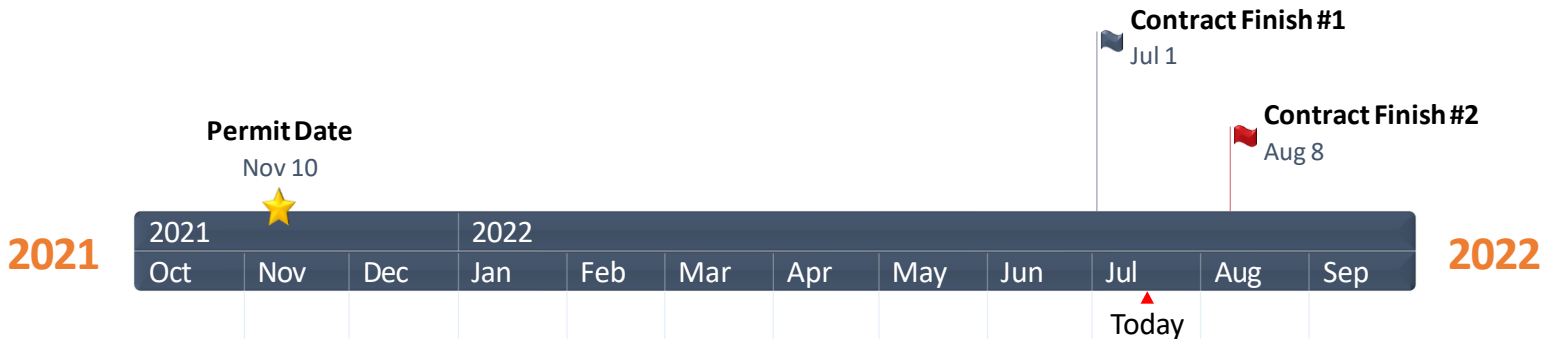 Contract Finish #1
Jul 1
Contract Finish #2
Aug 8
Permit Date
Nov 10
2021
2021 2022
Oct Nov Dec Jan Feb Mar Apr May Jun Jul Aug Sep
2022
Today